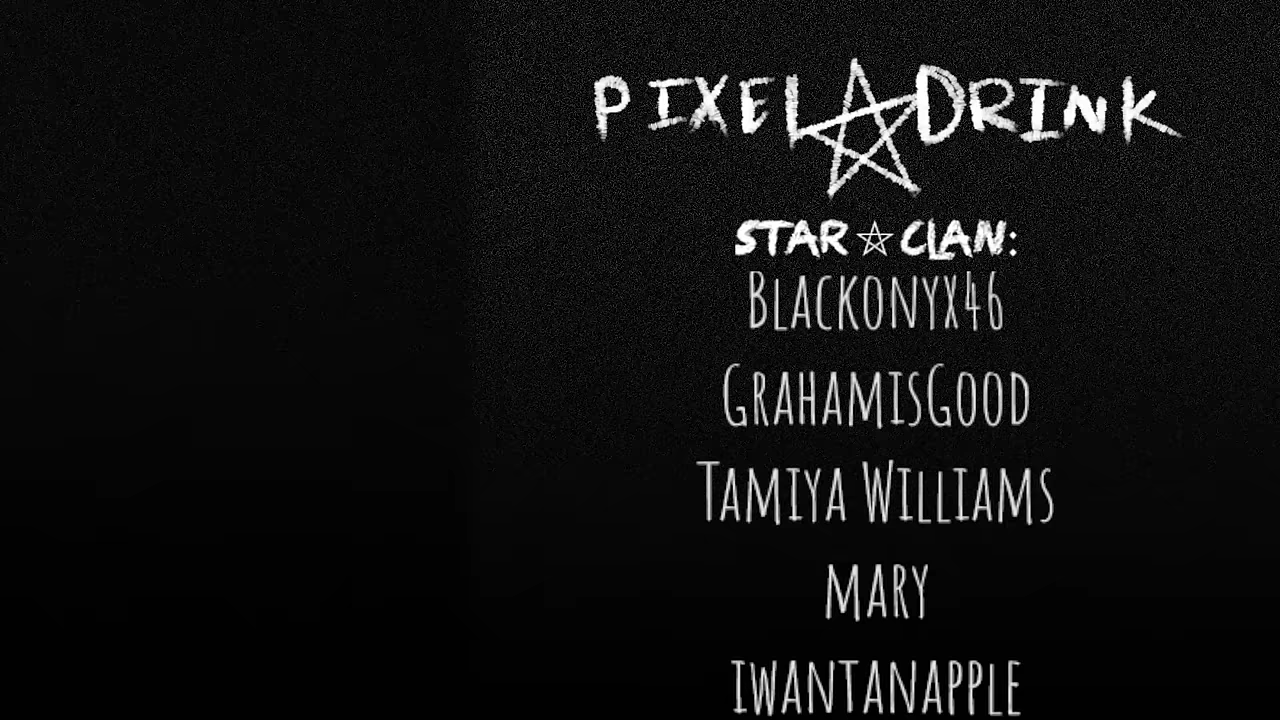 PIXEL☆DRINK
STAR☆CLAN:
BLACKONYX46
GRAHAMISGOOD
TAMIYA WILLIAMS
MARY
IWANTANAPPLE